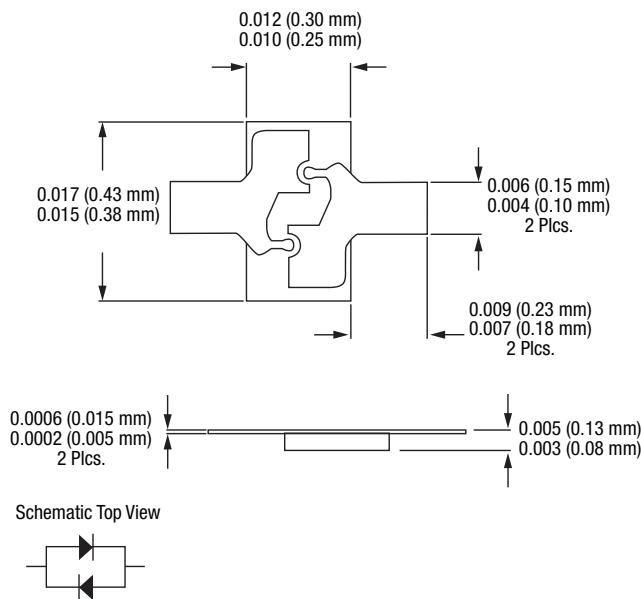 0.012 (0.30 mm)
0.010 (0.25 mm)
0.017 (0.43 mm)
0.015 (0.38 mm)
0.006 (0.15 mm)
0.004 (0.10 mm)
2 Plcs.
0.009 (0.23 mm)
0.007 (0.18 mm)
2 Plcs.
0.0006 (0.015 mm)
0.0002 (0.005 mm)
2 Plcs.
0.005 (0.13 mm)
0.003 (0.08 mm)
Schematic Top View